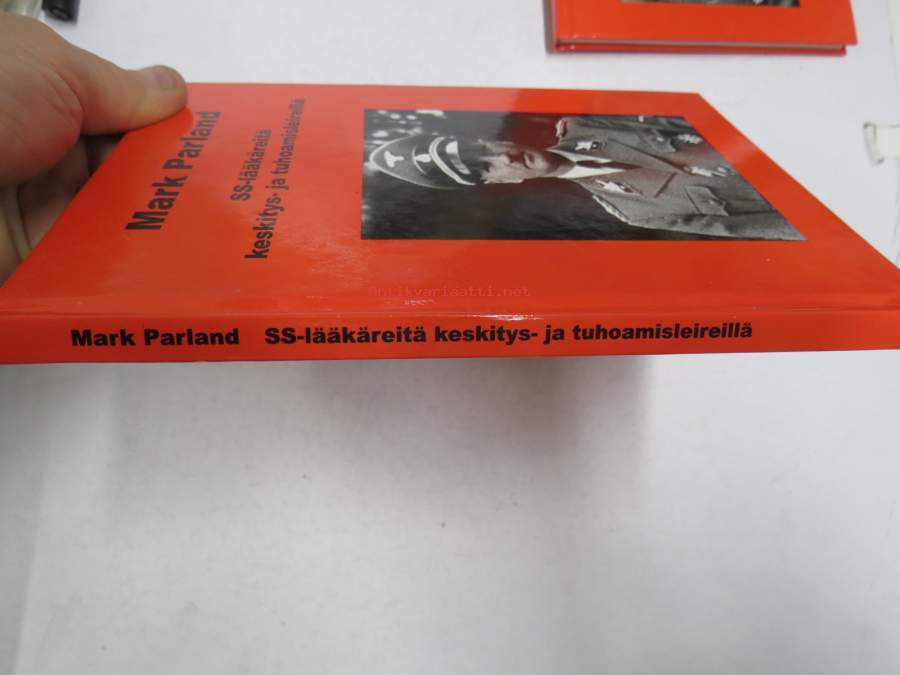 Mark Parland
SS-lääkäreitä
keskitys- ja tuhoamisleireillä
Antikvariaatti.net
Mark Parland SS-lääkäreitä keskitys- ja tuhoamisleireillä